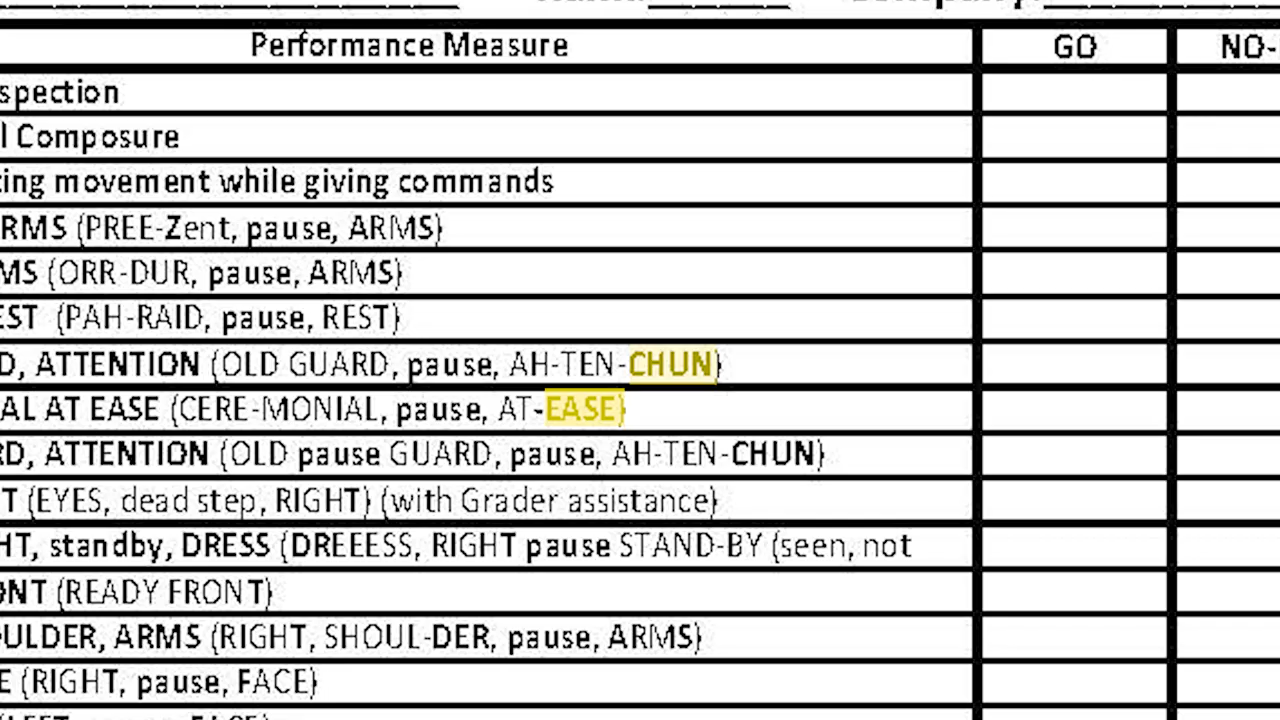 Performance Measure GO NO-
spection
l Composure
ing movement while giving commands
RMS (PREE-Zent, pause, ARMS)
MS (ORR-DUR, pause, ARMS)
EST (PAH-RAID, pause, REST)
D, ATTENTION (OLD GUARD, pause, AH-TEN-CHUN)
AL AT EASE (CERE-MONIAL, pause, AT-EASE)
RD, ATTENTION (OLD pause GUARD, pause, AH-TEN-CHUN)
T (EYES, dead step, RIGHT) (with Grader assistance)
HT, standby, DRESS (DREEESS, RIGHT pause STAND-BY (seen, not
ONT (READY FRONT)
OULDER, ARMS (RIGHT, SHOUL-DER, pause, ARMS)
E (RIGHT, pause, FACE)